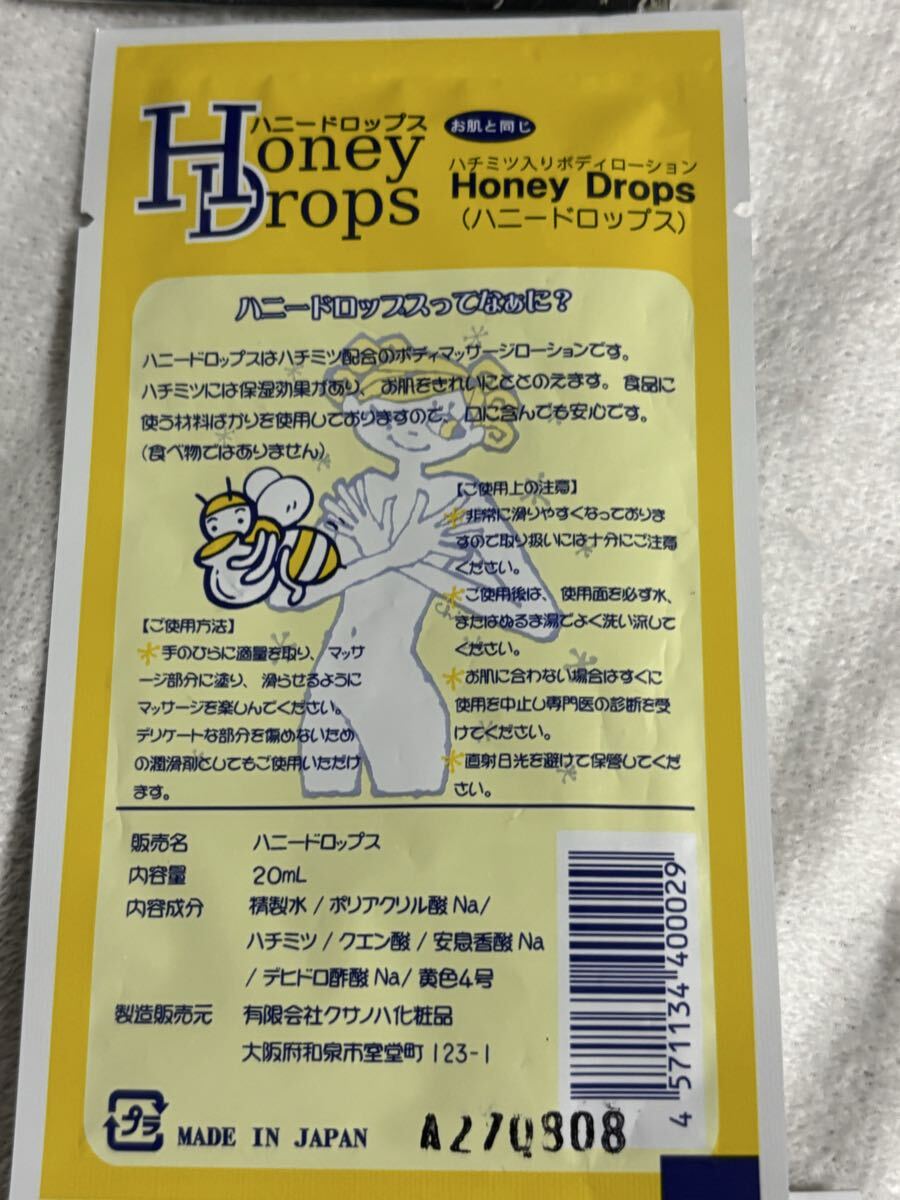 ハニードロップス
Honey
Drops
お肌と同じ
ハチミツ入りボディローション
Honey Drops
(ハニードロップス)
ハニードロップスってなぁに?
ハニードロップスはハチミツ配合のボディマッサージローションです。
ハチミツには保湿効果があり、お肌をきれいにととのえます。食品に
使う材料ばかりを使用しておりますので、口に含んでも安心です。
(食べ物ではありません)
【ご使用方法】
*手のひらに適量を取り、マッサ
ージ部分に塗り、滑らせるように
マッサージを楽しんでください。
デリケートな部分を傷めないため
の潤滑剤としてもご使用いただけ
ます。
【ご使用上の注意】
*非常に滑りやすくなっておりま
すので取り扱いには十分にご注意
ください。
*ご使用後は、使用面を必ず水、
またはぬるま湯でよく洗い流して
ください。
*お肌に合わない場合はすぐに
使用を中止し専門医の診断を受
けてください。
*直射日光を避けて保管してくだ
さい。
販売名 ハニードロップス
内容量 20mL
内容成分 精製水/ポリアクリル酸Na/
ハチミツ/クエン酸/安息香酸Na
/デヒドロ酢酸Na/黄色4号
製造販売元 有限会社クサノハ化粧品
大阪府和泉市室堂町123-1
4571134400029
プラ
MADE IN JAPAN
A27Q908